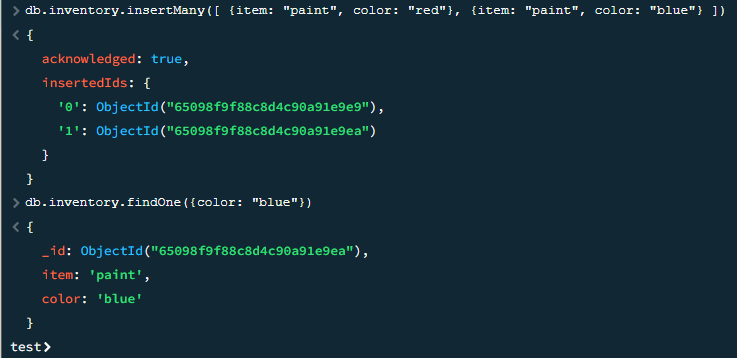 > db.inventory.insertMany([ {item: "paint", color: "red"}, {item: "paint", color: "blue"} ])
< {
acknowledged: true,
insertedIds: {
'0': ObjectId("65098f9f88c8d4c90a91e9e9"),
'1': ObjectId("65098f9f88c8d4c90a91e9ea")
}
}
> db.inventory.findOne({color: "blue"})
< {
_id: ObjectId("65098f9f88c8d4c90a91e9ea"),
item: 'paint',
color: 'blue'
}
test>